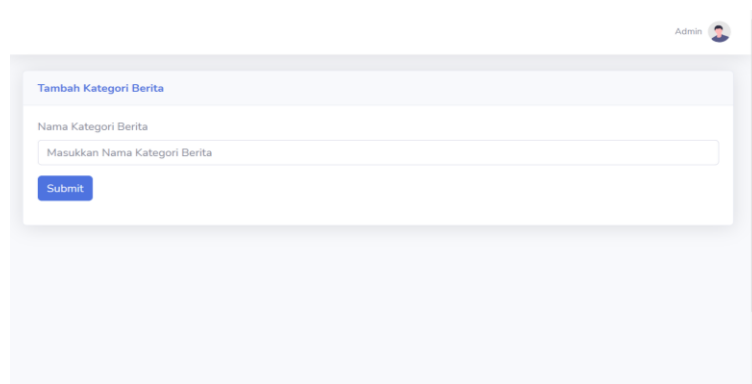 Admin
Tambah Kategori Berita
Nama Kategori Berita
Masukkan Nama Kategori Berita
Submit